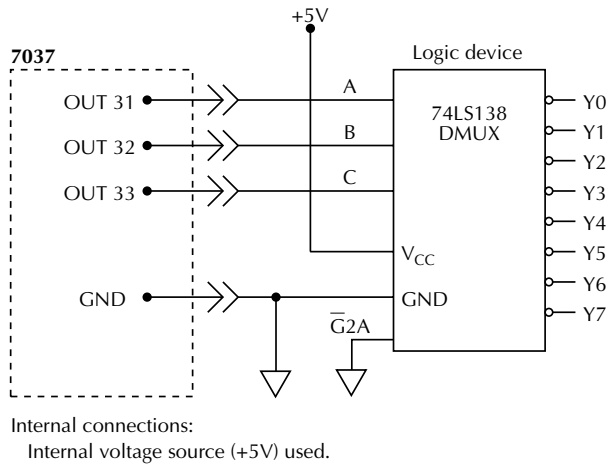 +5V
7037
Logic device
OUT 31
A
74LS138
DMUX
Y0
OUT 32
B
Y1
Y2
OUT 33
C
Y3
Y4
VCC
Y5
GND
GND
Y6
G̅2A
Y7
Internal connections:
Internal voltage source (+5V) used.